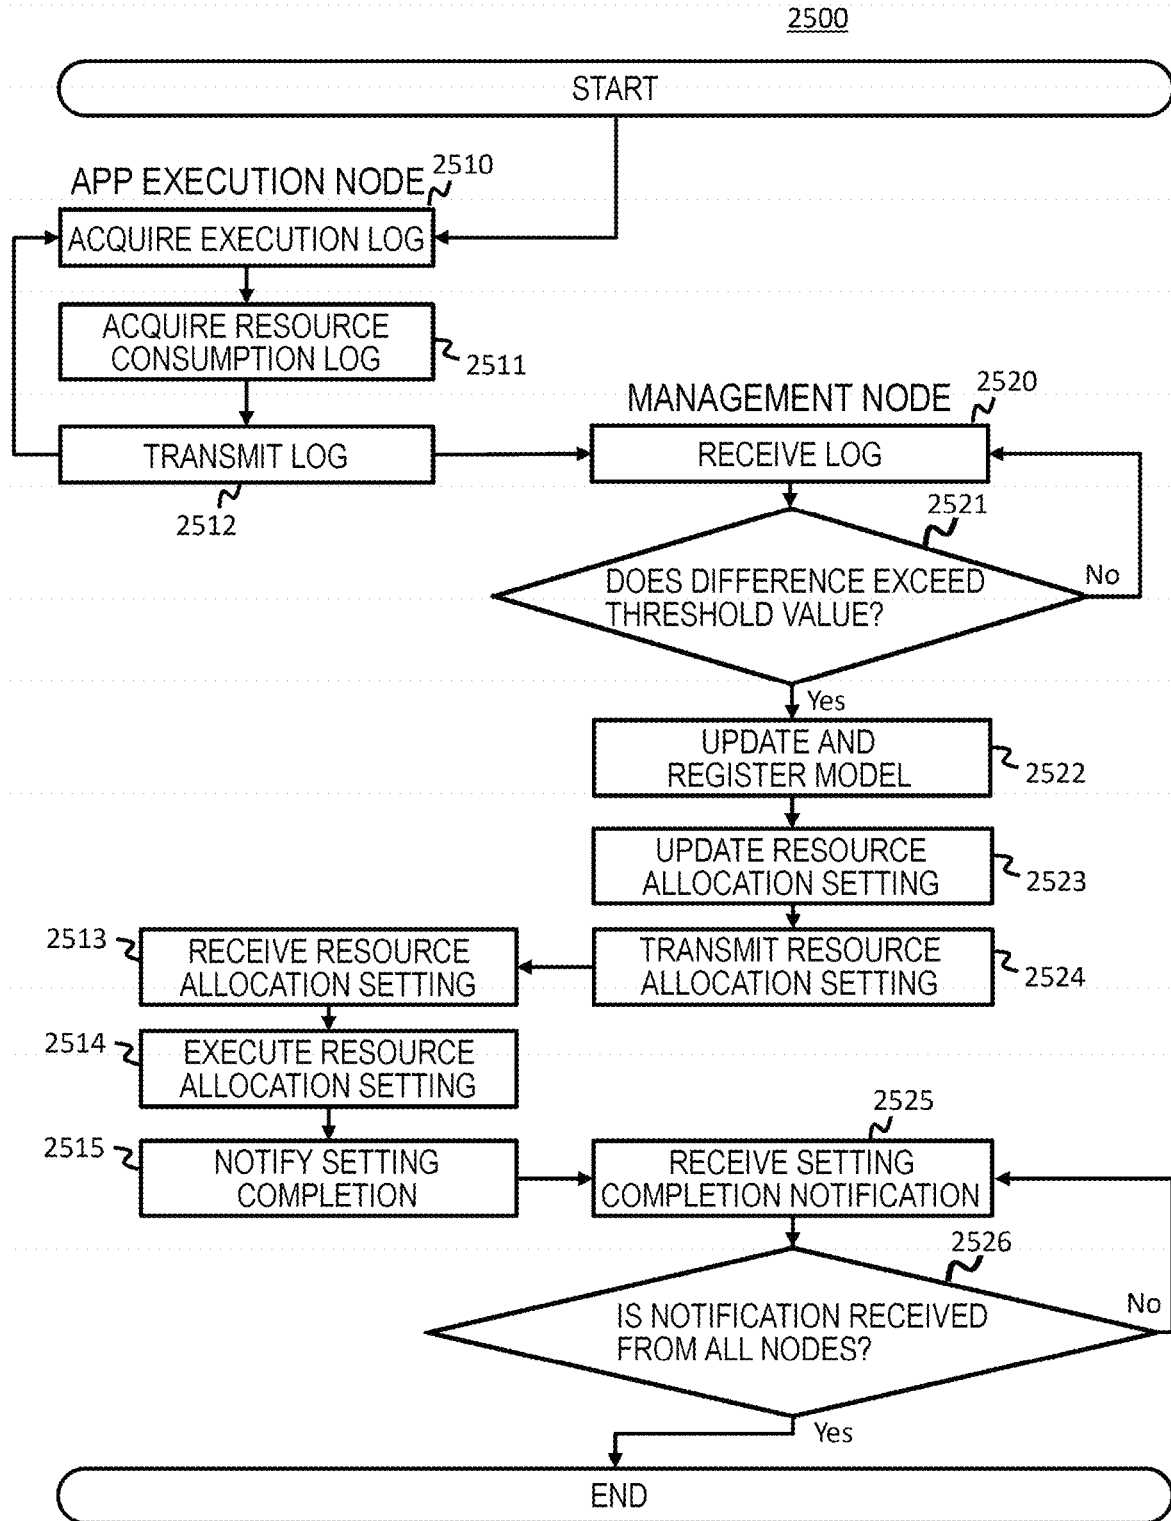 2500
START
APP EXECUTION NODE
2510
ACQUIRE EXECUTION LOG
ACQUIRE RESOURCE
CONSUMPTION LOG
2511
TRANSMIT LOG
2512
MANAGEMENT NODE
2520
RECEIVE LOG
2521
DOES DIFFERENCE EXCEED
THRESHOLD VALUE?
No
Yes
UPDATE AND
REGISTER MODEL
2522
UPDATE RESOURCE
ALLOCATION SETTING
2523
TRANSMIT RESOURCE
ALLOCATION SETTING
2524
2513
RECEIVE RESOURCE
ALLOCATION SETTING
2514
EXECUTE RESOURCE
ALLOCATION SETTING
2515
NOTIFY SETTING
COMPLETION
2525
RECEIVE SETTING
COMPLETION NOTIFICATION
2526
IS NOTIFICATION RECEIVED
FROM ALL NODES?
No
Yes
END